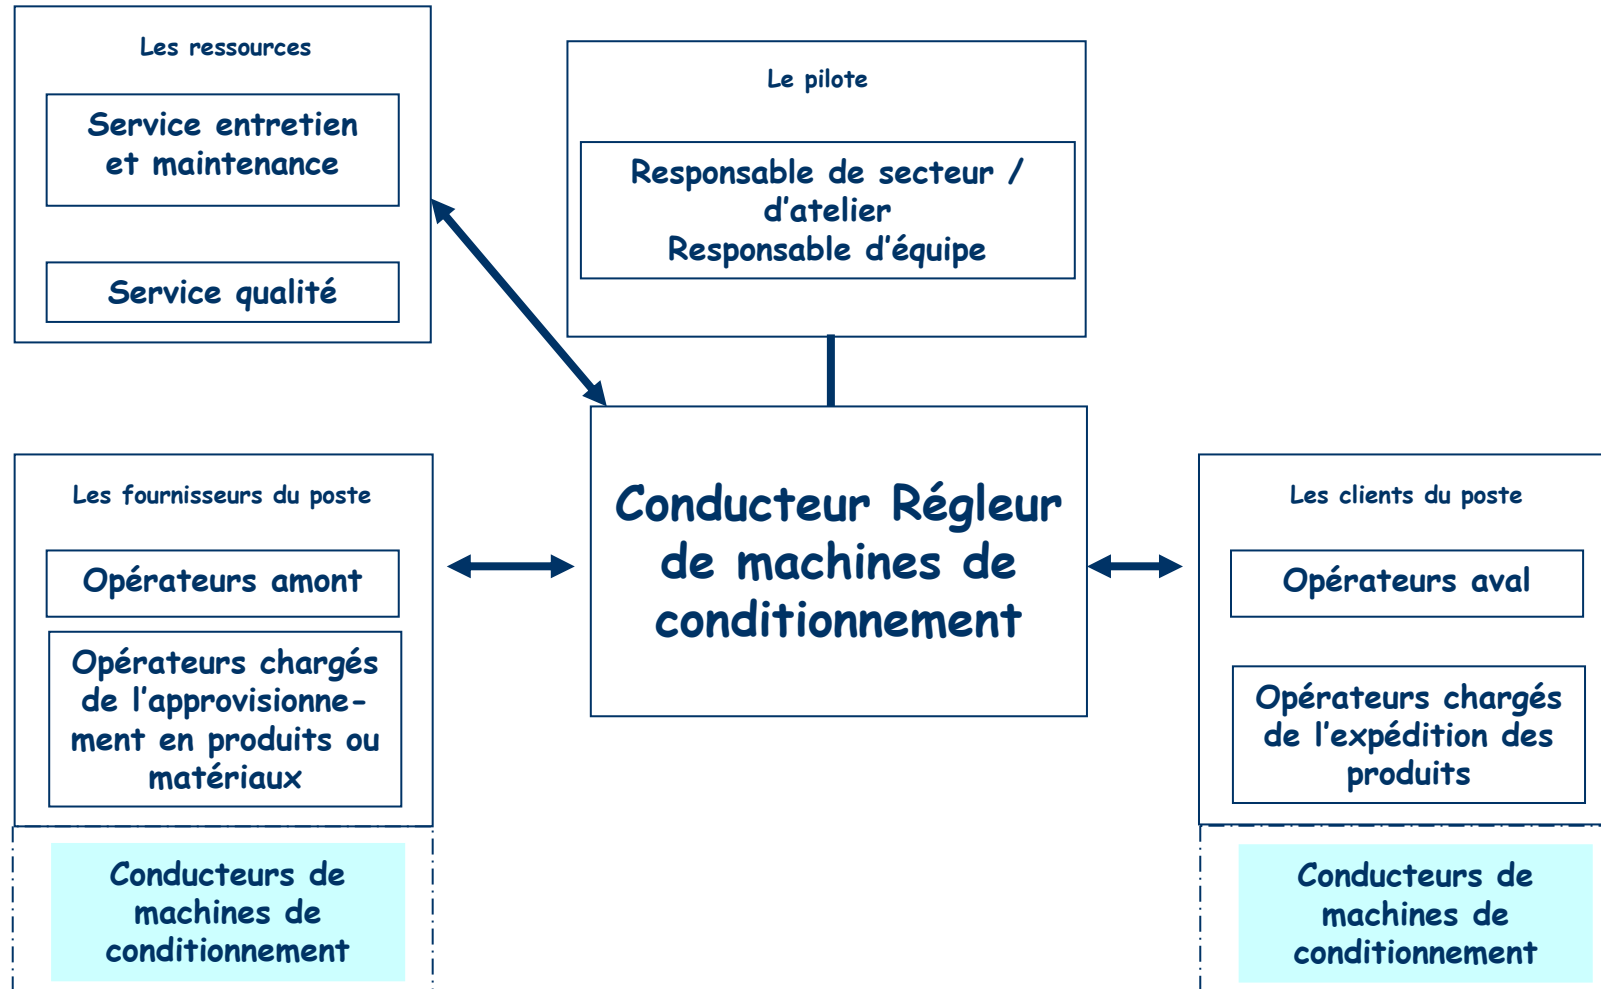 Les ressources
Service entretien
et maintenance
Service qualité
Le pilote
Responsable de secteur /
d’atelier
Responsable d’équipe
Les fournisseurs du poste
Opérateurs amont
Opérateurs chargés
de l’approvisionne-
ment en produits ou
matériaux
Conducteurs de
machines de
conditionnement
Conducteur Régleur
de machines de
conditionnement
Les clients du poste
Opérateurs aval
Opérateurs chargés
de l’expédition des
produits
Conducteurs de
machines de
conditionnement